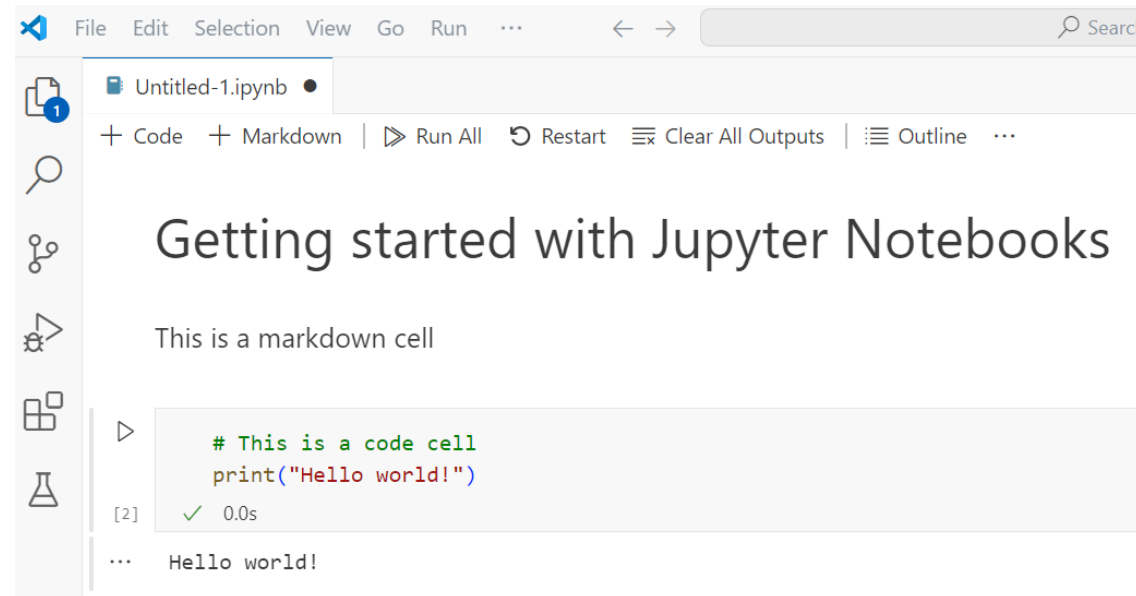 File Edit Selection View Go Run ···
Searc
1
Untitled-1.ipynb
+ Code + Markdown | Run All Restart Clear All Outputs | Outline ···
Getting started with Jupyter Notebooks
This is a markdown cell
# This is a code cell
print("Hello world!")
[2] ✓ 0.0s
··· Hello world!